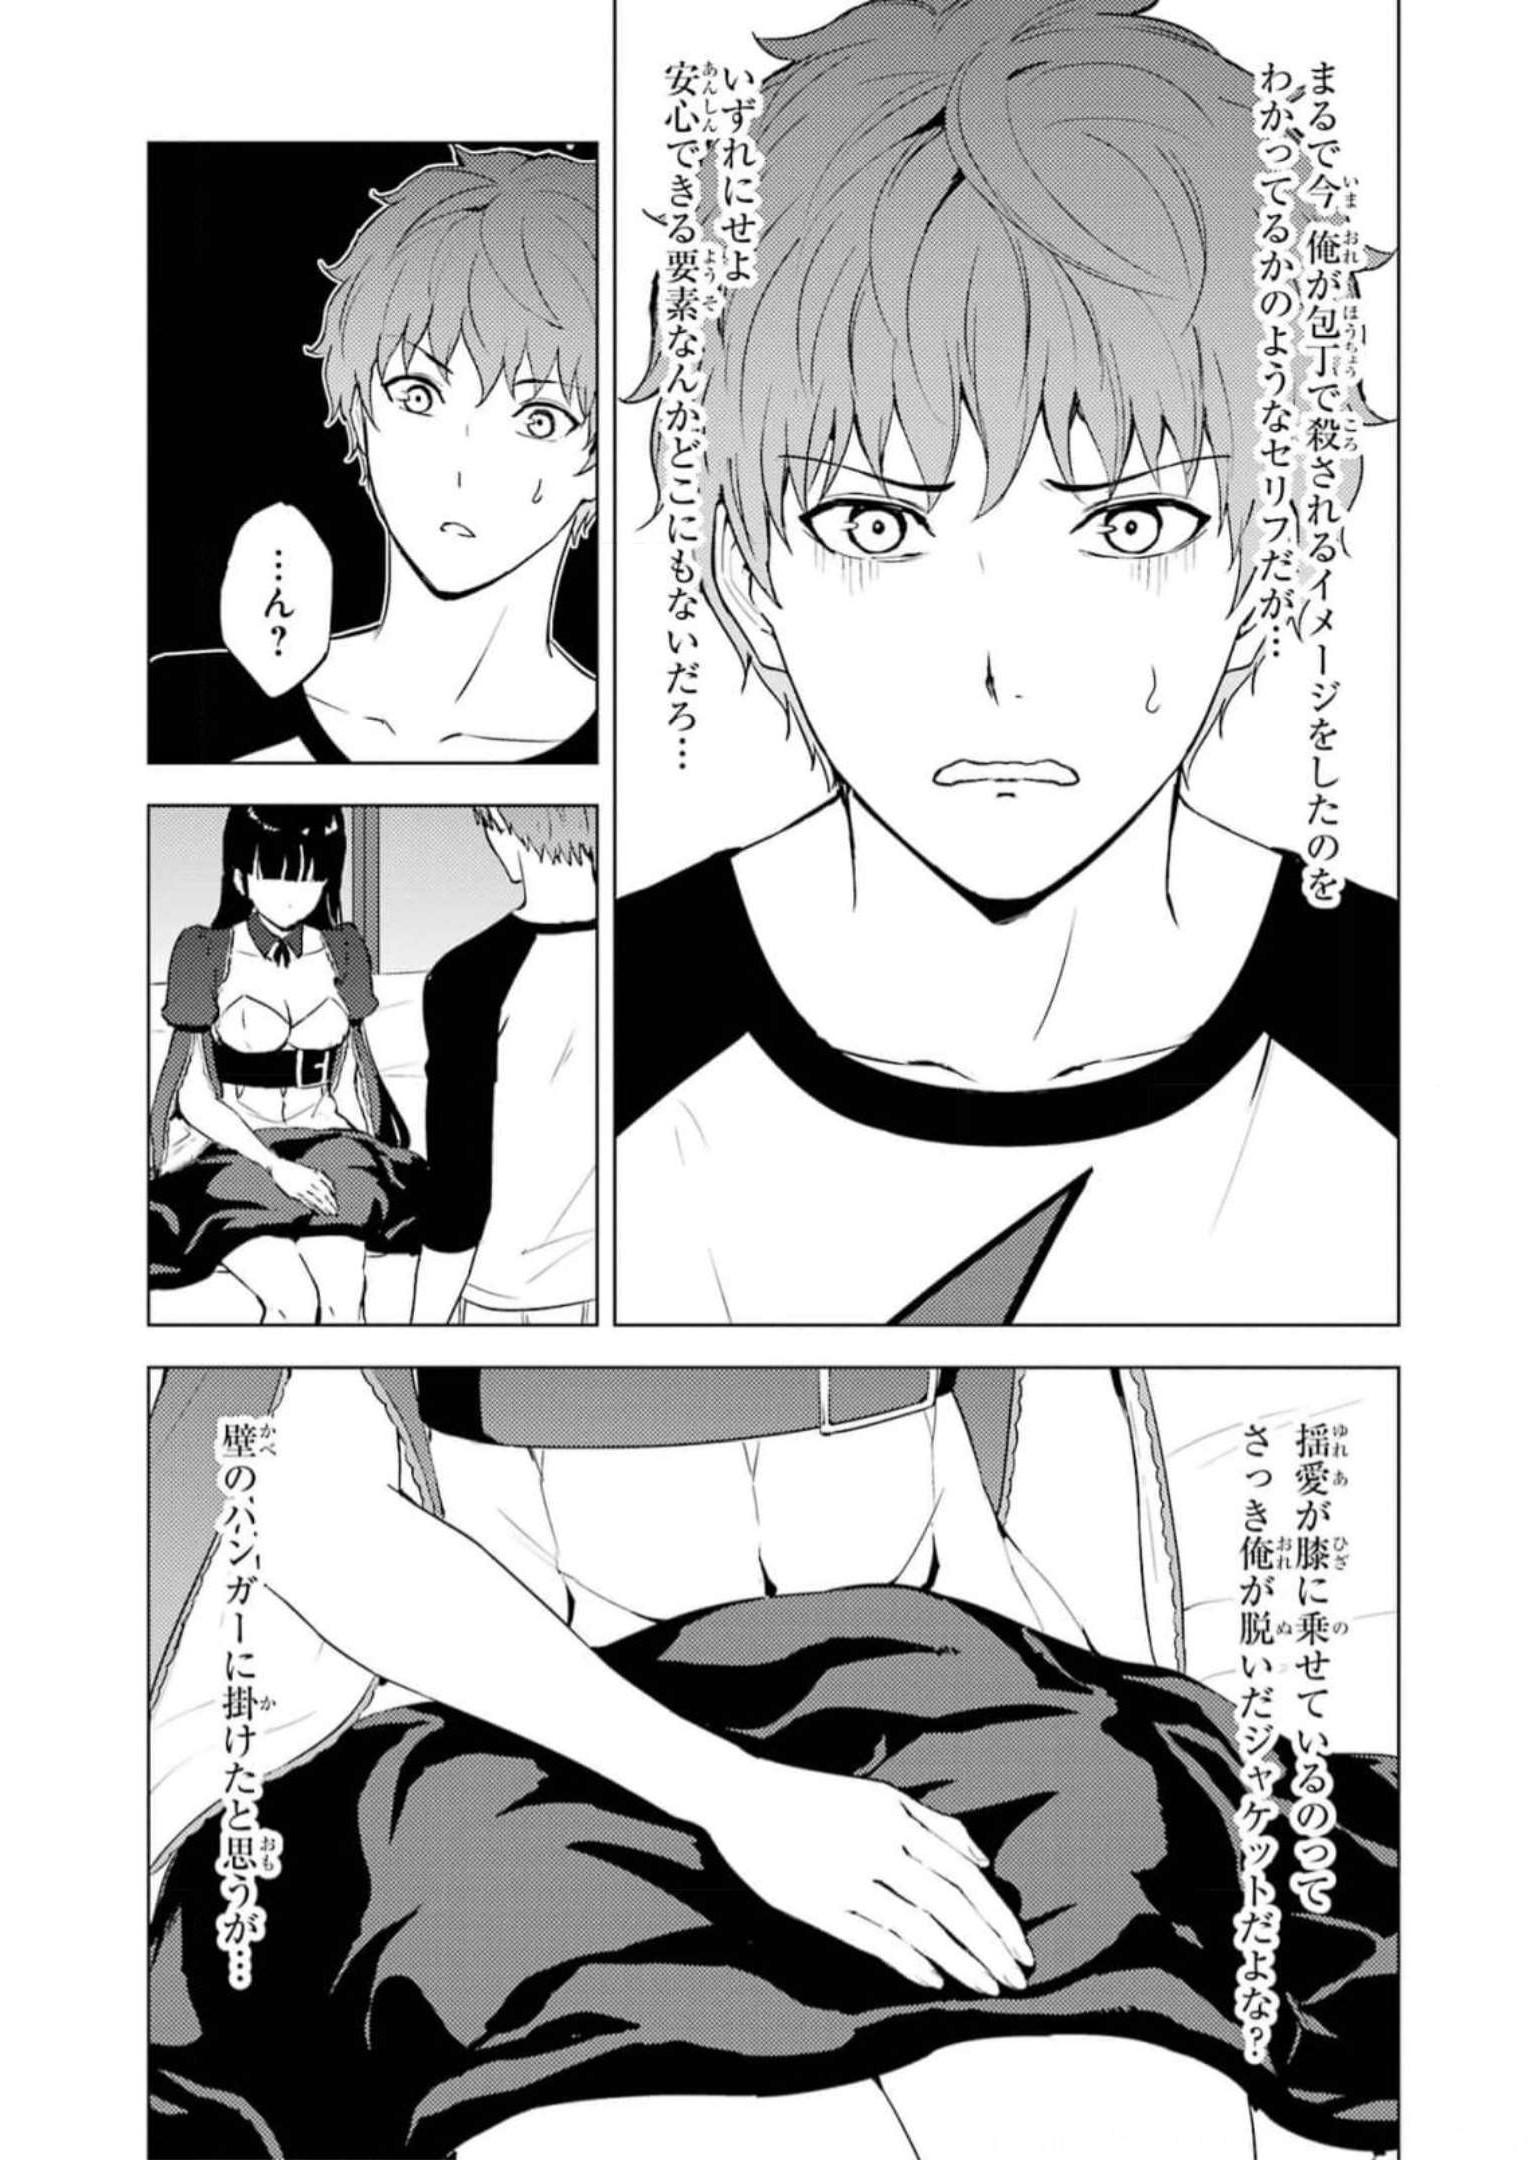 まるで今、俺が包丁で殺されるイメージをしたのを
わかってるかのようなセリフだが…
いずれにせよ
安心できる要素なんかどこにもないだろ…
…ん?
揺愛が膝に乗せているのって
さっき俺が脱いだジャケットだよな?
壁のハンガーに掛けたと思うが…